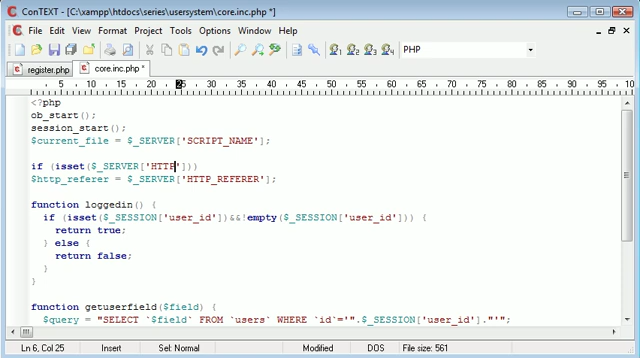 ConTEXT - [C:\xampp\htdocs\series\usersystem\core.inc.php *]
File Edit View Format Project Tools Options Window Help
PHP
register.php core.inc.php *
5 10 15 20 25 30 35 40 45 50 55 60 65 70 75 80 85 90 95 10
<?php
ob_start();
session_start();
$current_file = $_SERVER['SCRIPT_NAME'];
if (isset($_SERVER['HTTP']))
$http_referer = $_SERVER['HTTP_REFERER'];
function loggedin() {
if (isset($_SESSION['user_id'])&&!empty($_SESSION['user_id'])) {
return true;
} else {
return false;
}
}
function getuserfield($field) {
$query = "SELECT `$field` FROM `users` WHERE `id`='".$_SESSION['user_id']."'";
Ln 6, Col 25 Insert Sel: Normal Modified DOS File size: 561